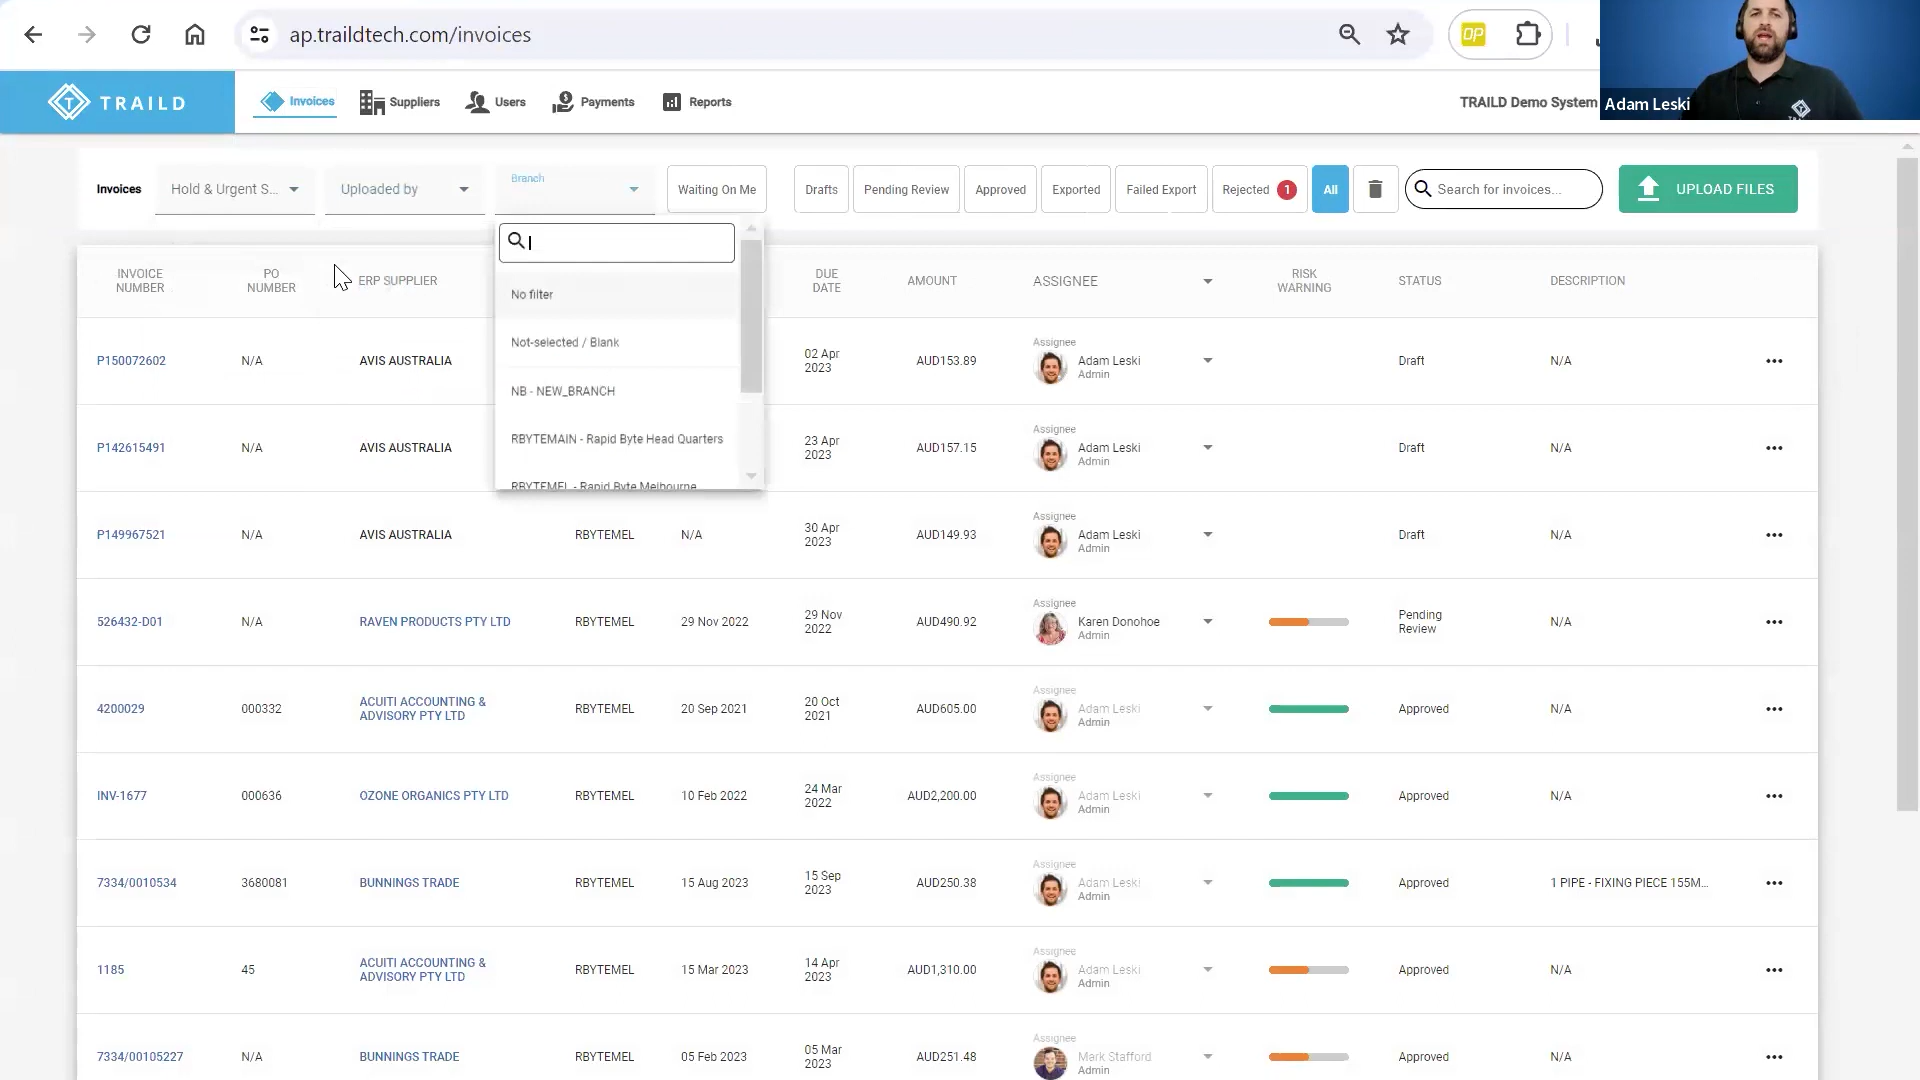 ap.traildtech.com/invoices
OP
Adam Leski
TRAILD
Invoices
Suppliers
Users
Payments
Reports
TRAILD Demo System
Invoices
Hold & Urgent S...
Uploaded by
Branch
Waiting On Me
Drafts
Pending Review
Approved
Exported
Failed Export
Rejected 1
All
Search for invoices...
UPLOAD FILES
No filter
Not-selected / Blank
NB - NEW_BRANCH
RBYTEMAIN - Rapid Byte Head Quarters
RBYTEMEL - Rapid Byte Melbourne
INVOICE
NUMBER
PO
NUMBER
ERP SUPPLIER
DUE
DATE
AMOUNT
ASSIGNEE
RISK
WARNING
STATUS
DESCRIPTION
P150072602
N/A
AVIS AUSTRALIA
02 Apr
2023
AUD153.89
Assignee
Adam Leski
Admin
Draft
N/A
P142615491
N/A
AVIS AUSTRALIA
23 Apr
2023
AUD157.15
Assignee
Adam Leski
Admin
Draft
N/A
P149967521
N/A
AVIS AUSTRALIA
RBYTEMEL
N/A
30 Apr
2023
AUD149.93
Assignee
Adam Leski
Admin
Draft
N/A
526432-D01
N/A
RAVEN PRODUCTS PTY LTD
RBYTEMEL
29 Nov 2022
29 Nov
2022
AUD490.92
Assignee
Karen Donohoe
Admin
Pending
Review
N/A
4200029
000332
ACUITI ACCOUNTING &
ADVISORY PTY LTD
RBYTEMEL
20 Sep 2021
20 Oct
2021
AUD605.00
Assignee
Adam Leski
Admin
Approved
N/A
INV-1677
000636
OZONE ORGANICS PTY LTD
RBYTEMEL
10 Feb 2022
24 Mar
2022
AUD2,200.00
Assignee
Adam Leski
Admin
Approved
N/A
7334/0010534
3680081
BUNNINGS TRADE
RBYTEMEL
15 Aug 2023
15 Sep
2023
AUD250.38
Assignee
Adam Leski
Admin
Approved
1 PIPE - FIXING PIECE 155M...
1185
45
ACUITI ACCOUNTING &
ADVISORY PTY LTD
RBYTEMEL
15 Mar 2023
14 Apr
2023
AUD1,310.00
Assignee
Adam Leski
Admin
Approved
N/A
7334/00105227
N/A
BUNNINGS TRADE
RBYTEMEL
05 Feb 2023
05 Mar
2023
AUD251.48
Assignee
Mark Stafford
Admin
Approved
N/A